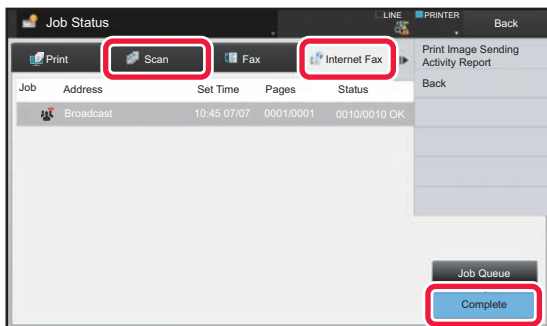 Job Status
LINE
PRINTER
Back
Print
Scan
Fax
Internet Fax
Print Image Sending
Activity Report
Back
Job Address Set Time Pages Status
Broadcast 10:45 07/07 0001/0001 0010/0010 OK
Job Queue
Complete